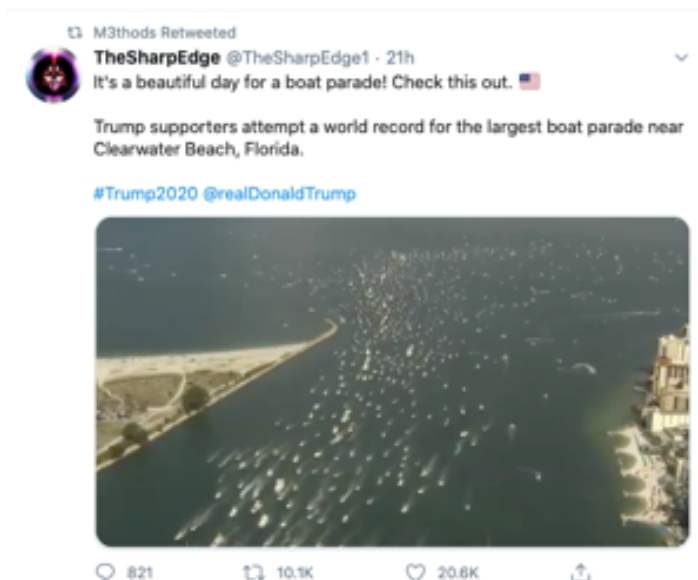 M3thods Retweeted
TheSharpEdge @TheSharpEdge1 · 21h
It's a beautiful day for a boat parade! Check this out. 🇺🇸
Trump supporters attempt a world record for the largest boat parade near
Clearwater Beach, Florida.
#Trump2020 @realDonaldTrump
821 10.1K 20.6K